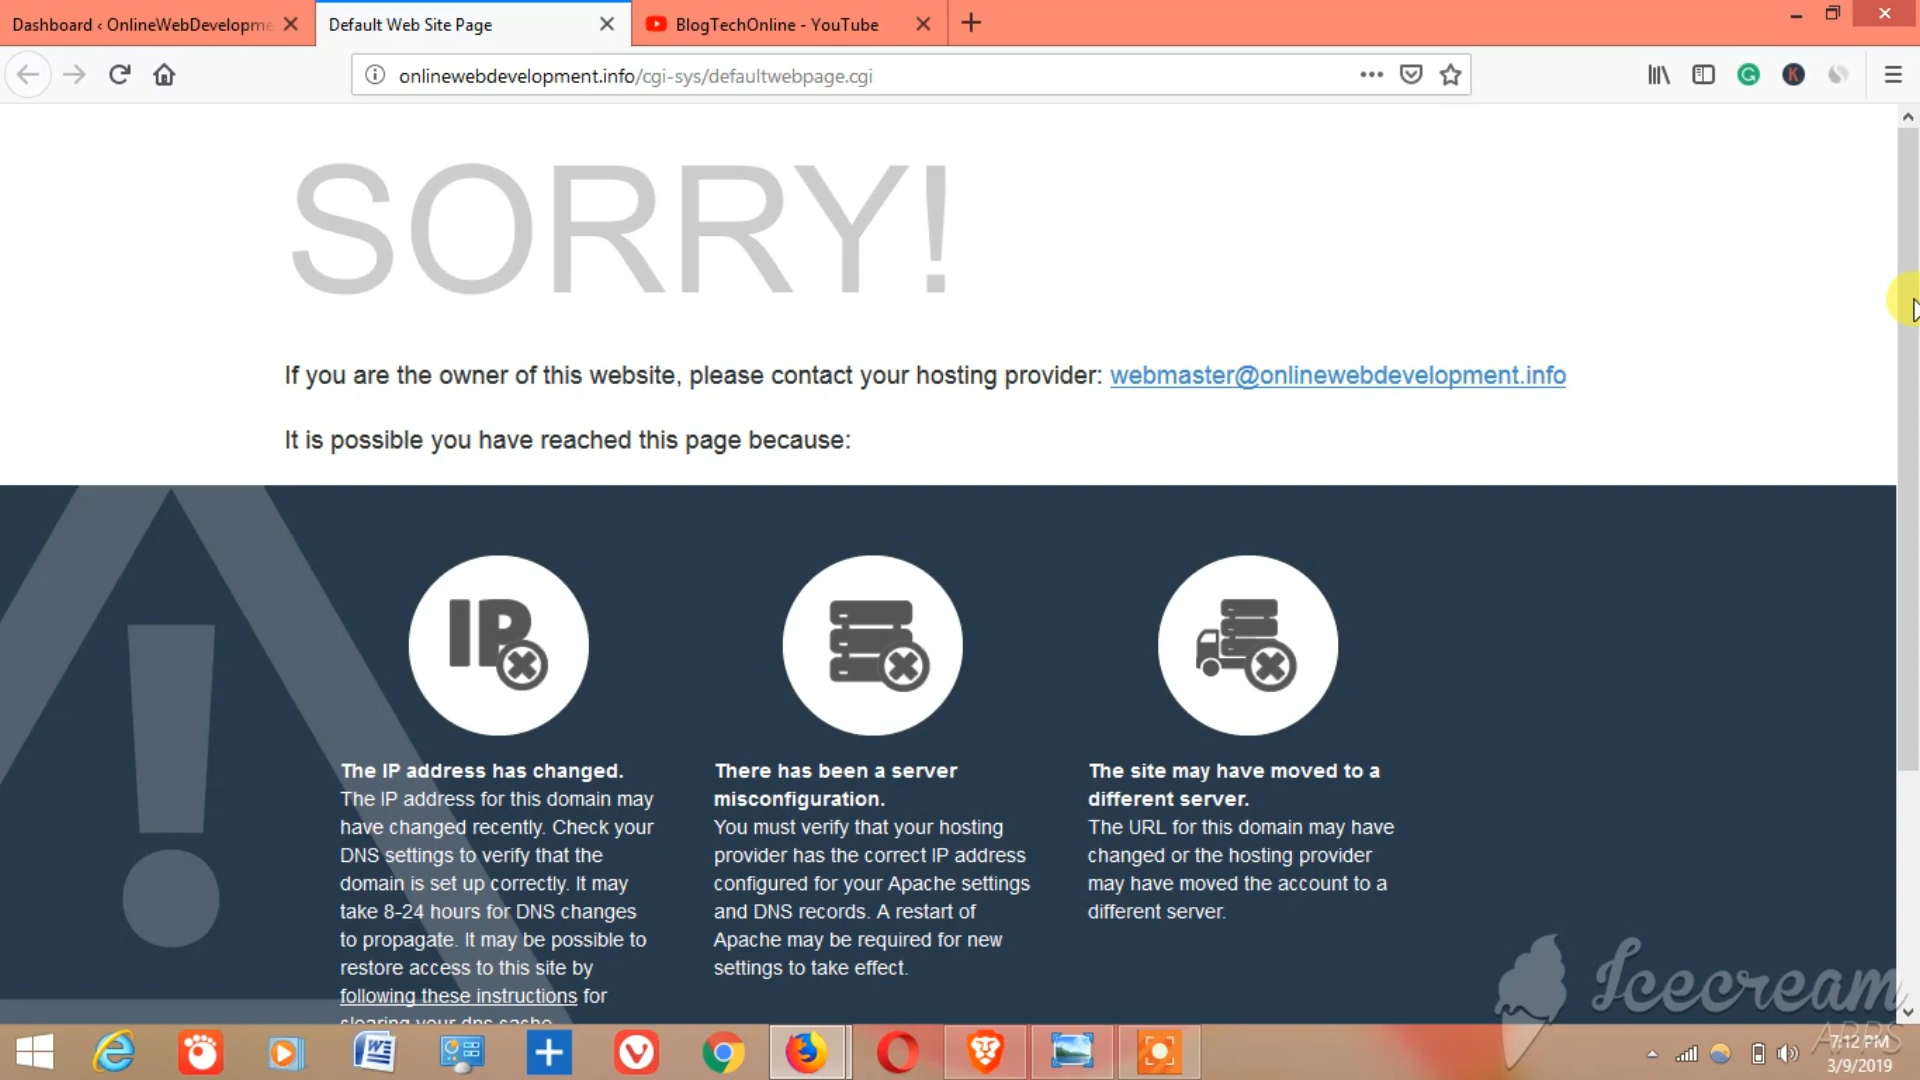 Dashboard ‹ OnlineWebDevelopme
Default Web Site Page
BlogTechOnline - YouTube
onlinewebdevelopment.info/cgi-sys/defaultwebpage.cgi
SORRY!
If you are the owner of this website, please contact your hosting provider: webmaster@onlinewebdevelopment.info
It is possible you have reached this page because:
IP
The IP address has changed.
The IP address for this domain may
have changed recently. Check your
DNS settings to verify that the
domain is set up correctly. It may
take 8-24 hours for DNS changes
to propagate. It may be possible to
restore access to this site by
following these instructions for
clearing your dns cache.
There has been a server
misconfiguration.
You must verify that your hosting
provider has the correct IP address
configured for your Apache settings
and DNS records. A restart of
Apache may be required for new
settings to take effect.
The site may have moved to a
different server.
The URL for this domain may have
changed or the hosting provider
may have moved the account to a
different server.
Icecream
APPS
7:12 PM
3/9/2019